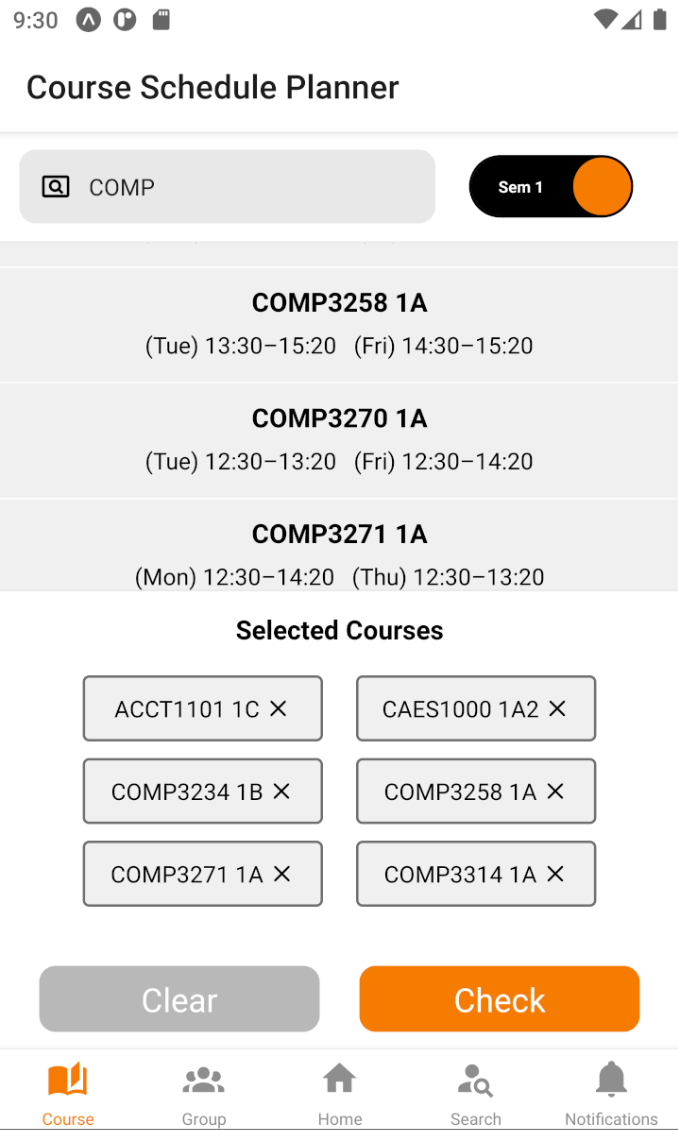 9:30
Course Schedule Planner
COMP
Sem 1
COMP3258 1A
(Tue) 13:30–15:20 (Fri) 14:30–15:20
COMP3270 1A
(Tue) 12:30–13:20 (Fri) 12:30–14:20
COMP3271 1A
(Mon) 12:30–14:20 (Thu) 12:30–13:20
Selected Courses
ACCT1101 1C ×
CAES1000 1A2 ×
COMP3234 1B ×
COMP3258 1A ×
COMP3271 1A ×
COMP3314 1A ×
Clear
Check
Course
Group
Home
Search
Notifications